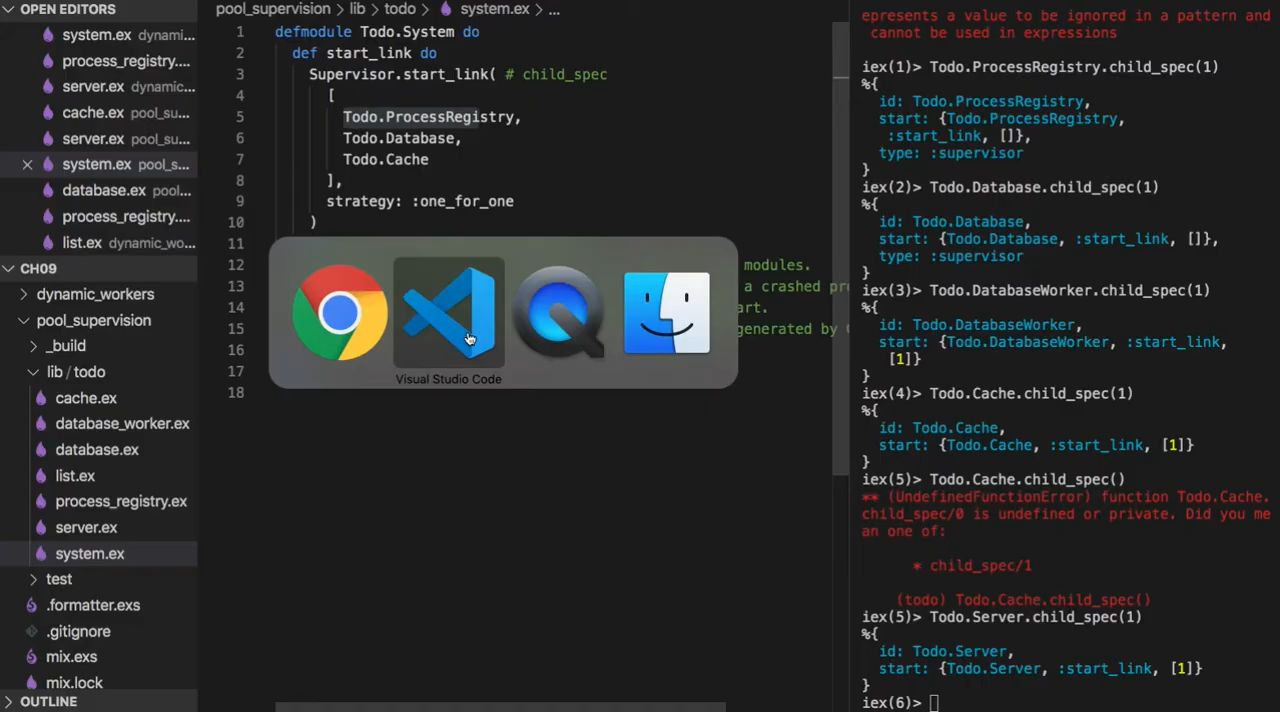 OPEN EDITORS
system.ex dynami...
process_registry....
server.ex dynamic...
cache.ex pool_su...
server.ex pool_su...
system.ex pool_s...
database.ex pool...
process_registry....
list.ex dynamic_wo...
CH09
dynamic_workers
pool_supervision
_build
lib / todo
cache.ex
database_worker.ex
database.ex
list.ex
process_registry.ex
server.ex
system.ex
test
.formatter.exs
.gitignore
mix.exs
mix.lock
OUTLINE
pool_supervision > lib > todo > system.ex > ...
1 defmodule Todo.System do
2 def start_link do
3 Supervisor.start_link( # child_spec
4 [
5 Todo.ProcessRegistry,
6 Todo.Database,
7 Todo.Cache
8 ],
9 strategy: :one_for_one
10 )
11
12 modules.
13 a crashed pro
14 art.
15 generated by
16
17
18
Visual Studio Code
epresents a value to be ignored in a pattern and
cannot be used in expressions
iex(1)> Todo.ProcessRegistry.child_spec(1)
%{
id: Todo.ProcessRegistry,
start: {Todo.ProcessRegistry,
:start_link, []},
type: :supervisor
}
iex(2)> Todo.Database.child_spec(1)
%{
id: Todo.Database,
start: {Todo.Database, :start_link, []},
type: :supervisor
}
iex(3)> Todo.DatabaseWorker.child_spec(1)
%{
id: Todo.DatabaseWorker,
start: {Todo.DatabaseWorker, :start_link,
[1]}
}
iex(4)> Todo.Cache.child_spec(1)
%{
id: Todo.Cache,
start: {Todo.Cache, :start_link, [1]}
}
iex(5)> Todo.Cache.child_spec()
** (UndefinedFunctionError) function Todo.Cache.
child_spec/0 is undefined or private. Did you me
an one of:
* child_spec/1
(todo) Todo.Cache.child_spec()
iex(5)> Todo.Server.child_spec(1)
%{
id: Todo.Server,
start: {Todo.Server, :start_link, [1]}
}
iex(6)>